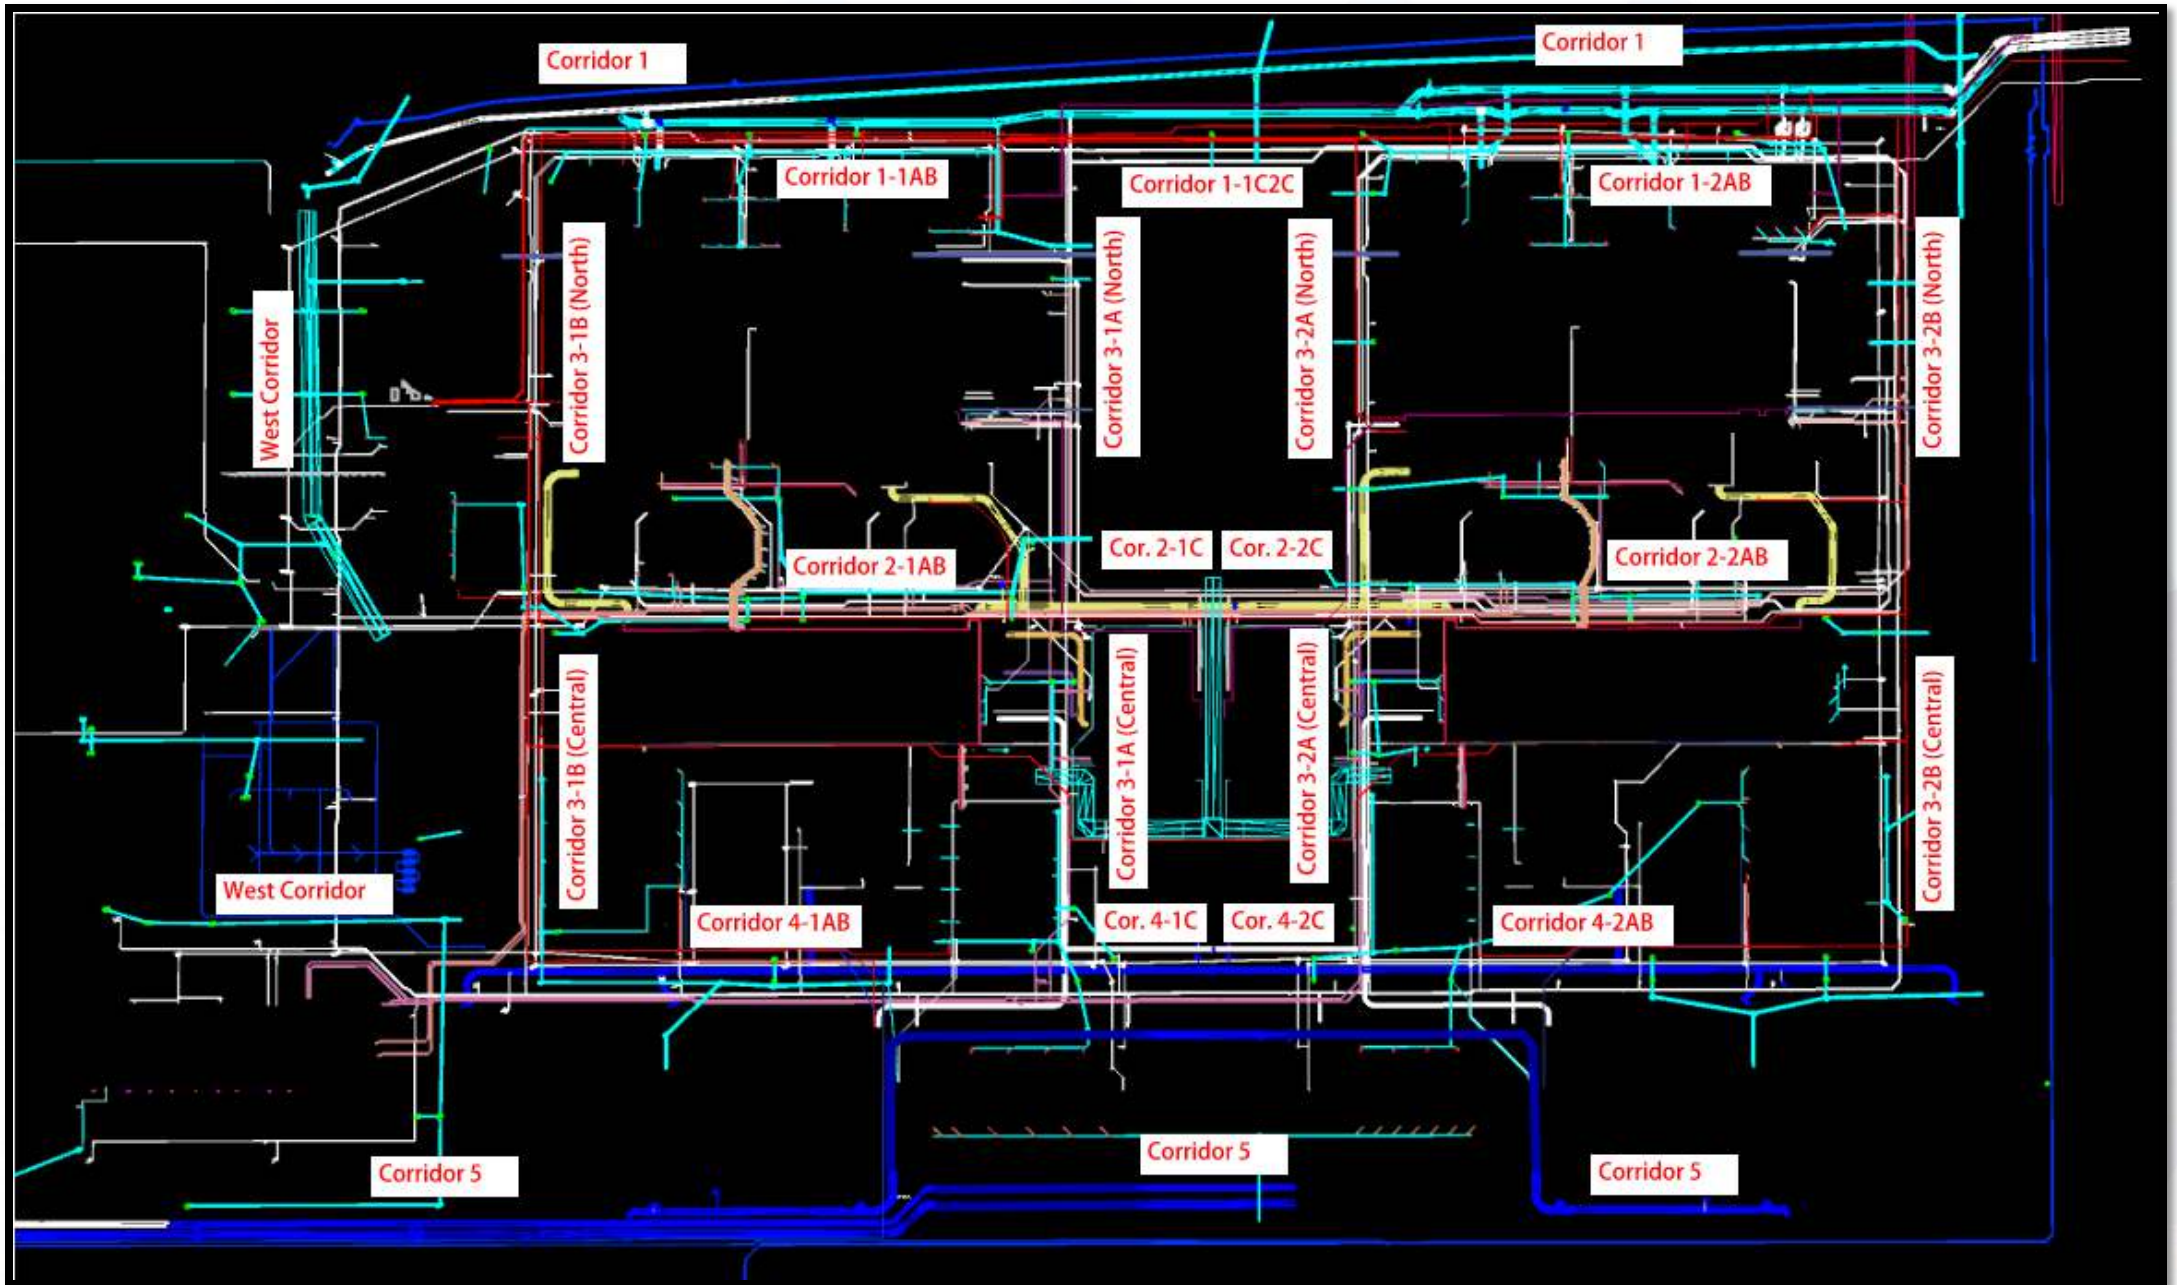 Corridor 1
Corridor 1
Corridor 1-1AB
Corridor 1-1C2C
Corridor 1-2AB
West Corridor
Corridor 3-1B (North)
Corridor 3-1A (North)
Corridor 3-2A (North)
Corridor 3-2B (North)
Corridor 2-1AB
Cor. 2-1C
Cor. 2-2C
Corridor 2-2AB
Corridor 3-1B (Central)
Corridor 3-1A (Central)
Corridor 3-2A (Central)
Corridor 3-2B (Central)
West Corridor
Corridor 4-1AB
Cor. 4-1C
Cor. 4-2C
Corridor 4-2AB
Corridor 5
Corridor 5
Corridor 5